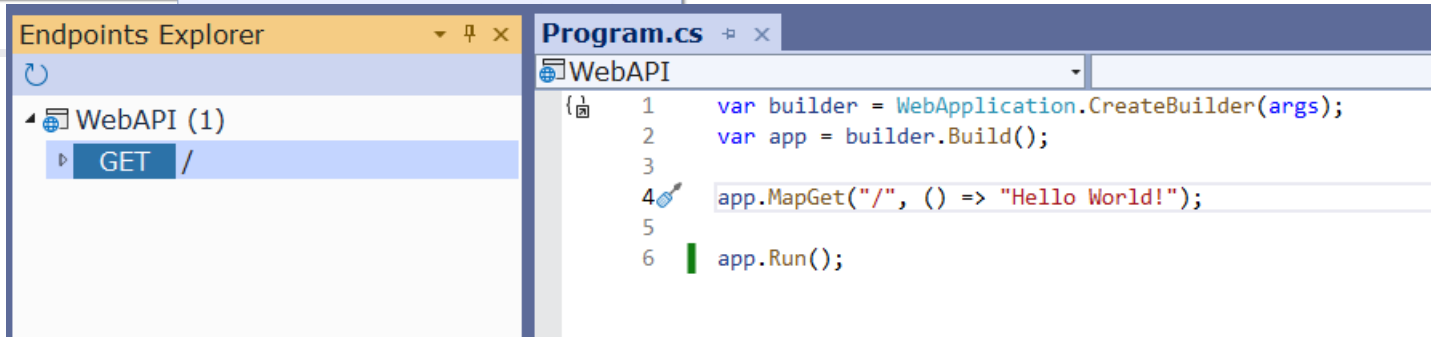 Endpoints Explorer
WebAPI (1)
GET /
Program.cs
WebAPI
1 var builder = WebApplication.CreateBuilder(args);
2 var app = builder.Build();
3
4 app.MapGet("/", () => "Hello World!");
5
6 app.Run();